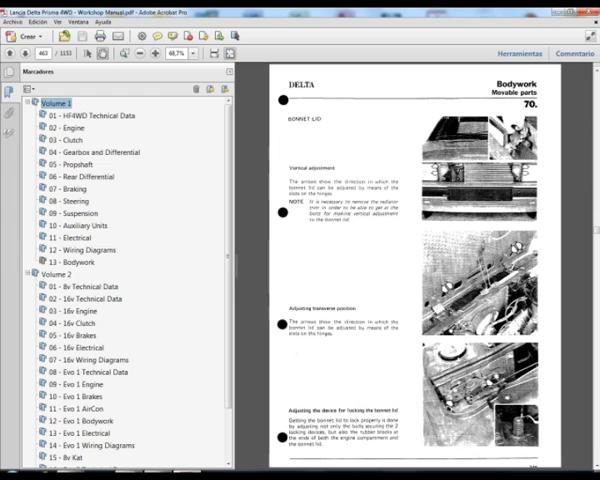 Lancia Delta Prisma 4WD - Workshop Manual.pdf - Adobe Acrobat Pro
Archivo Edición Ver Ventana Ayuda
Crear
463 / 1153
68,7%
Herramientas
Comentario
Marcadores
Volume 1
01 - HF4WD Technical Data
02 - Engine
03 - Clutch
04 - Gearbox and Differential
05 - Propshaft
06 - Rear Differential
07 - Braking
08 - Steering
09 - Suspension
10 - Auxiliary Units
11 - Electrical
12 - Wiring Diagrams
13 - Bodywork
Volume 2
01 - 8v Technical Data
02 - 16v Technical Data
03 - 16v Engine
04 - 16v Clutch
05 - 16v Brakes
06 - 16v Electrical
07 - 16v Wiring Diagrams
08 - Evo 1 Technical Data
09 - Evo 1 Engine
10 - Evo 1 Brakes
11 - Evo 1 AirCon
12 - Evo 1 Bodywork
13 - Evo 1 Electrical
14 - Evo 1 Wiring Diagrams
15 - 8v Kat
DELTA
Bodywork
Movable parts
70.
BONNET LID
Vertical adjustment
The arrows show the direction in which the
bonnet lid can be adjusted by means of the
slots on the hinges.
NOTE It is necessary to remove the radiator
trim in order to be able to get at the
bolts for making vertical adjustment
to the bonnet lid.
Adjusting transverse position
The arrows show the direction in which the
bonnet lid can be adjusted by means of the
slots on the hinges.
Adjusting the device for locking the bonnet lid
Getting the bonnet lid to lock properly is done
by adjusting not only the bolts securing the 2
locking devices, but also the rubber blocks at
the ends of both the engine compartment and
the bonnet lid.